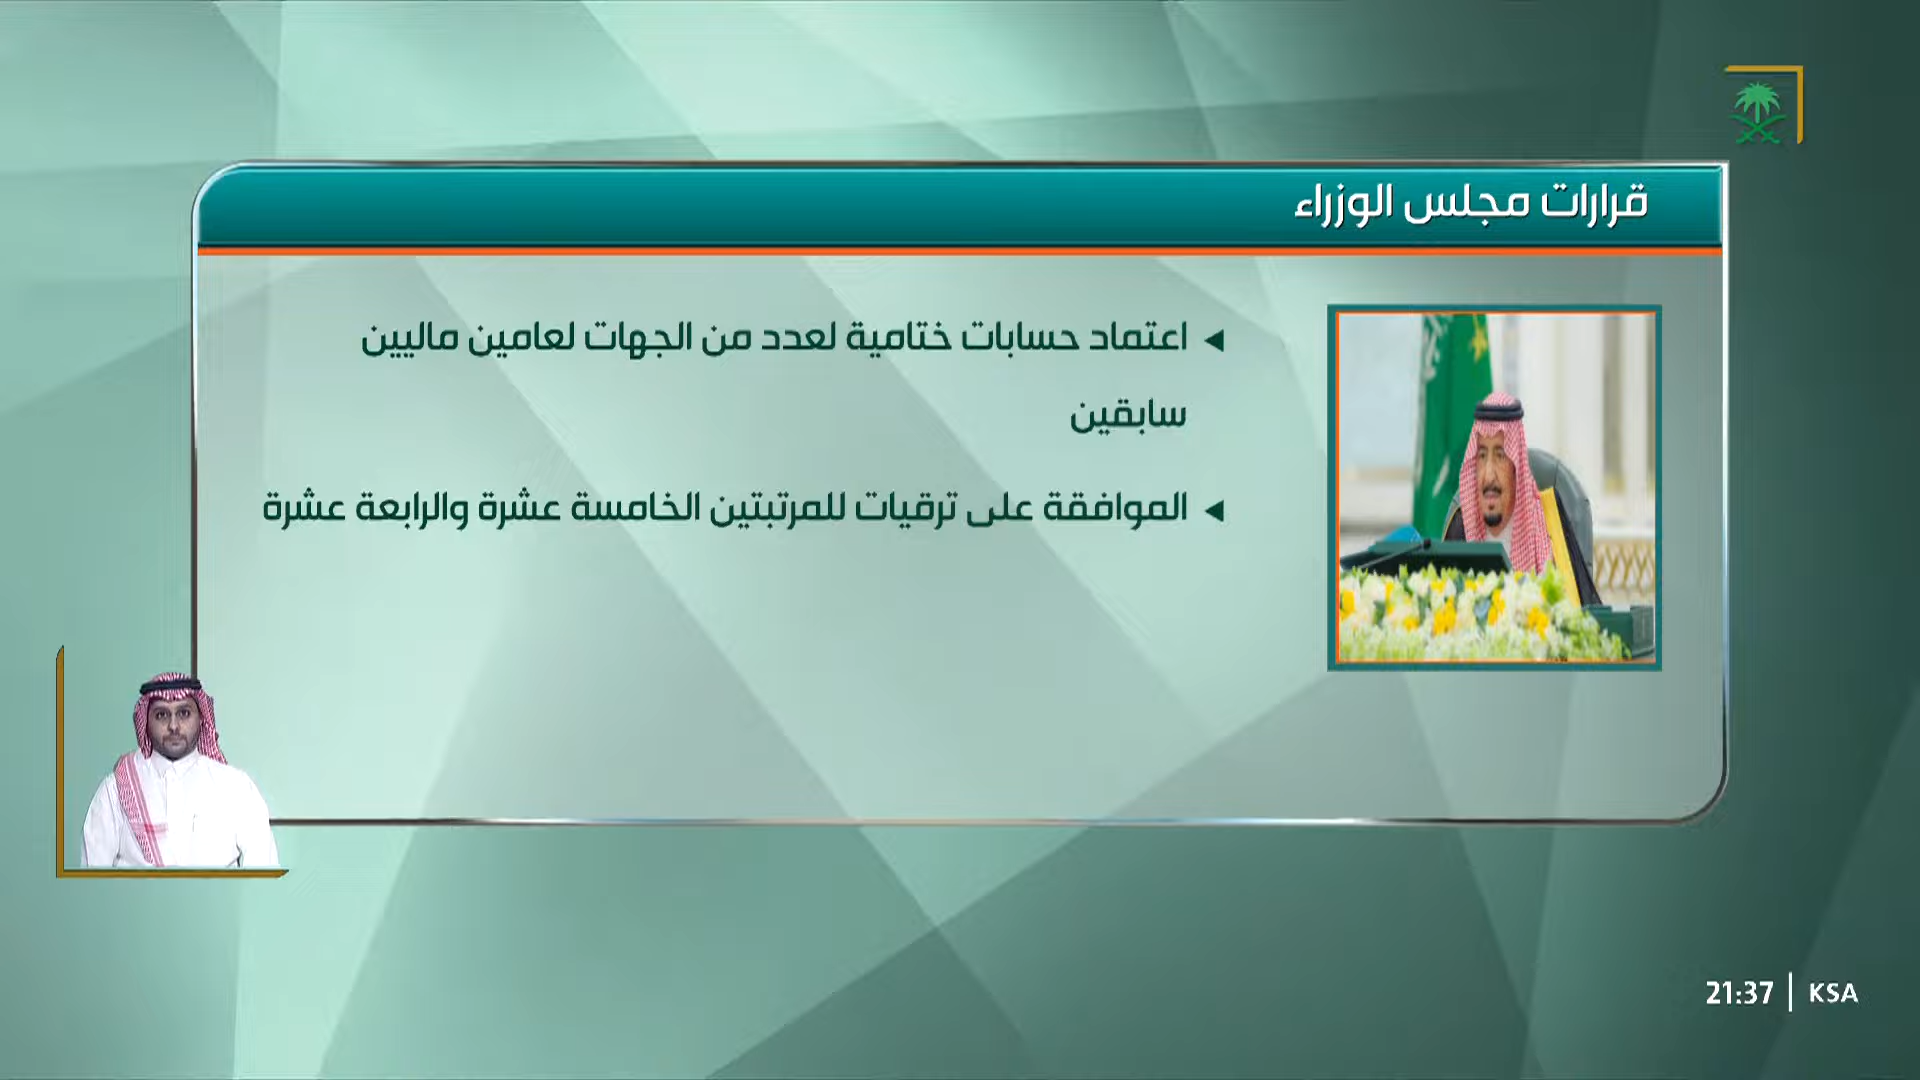 قرارات مجلس الوزراء
◄ اعتماد حسابات ختامية لعدد من الجهات لعامين ماليين
سابقين
◄ الموافقة على ترقيات للمرتبتين الخامسة عشرة والرابعة عشرة
21:37 | KSA